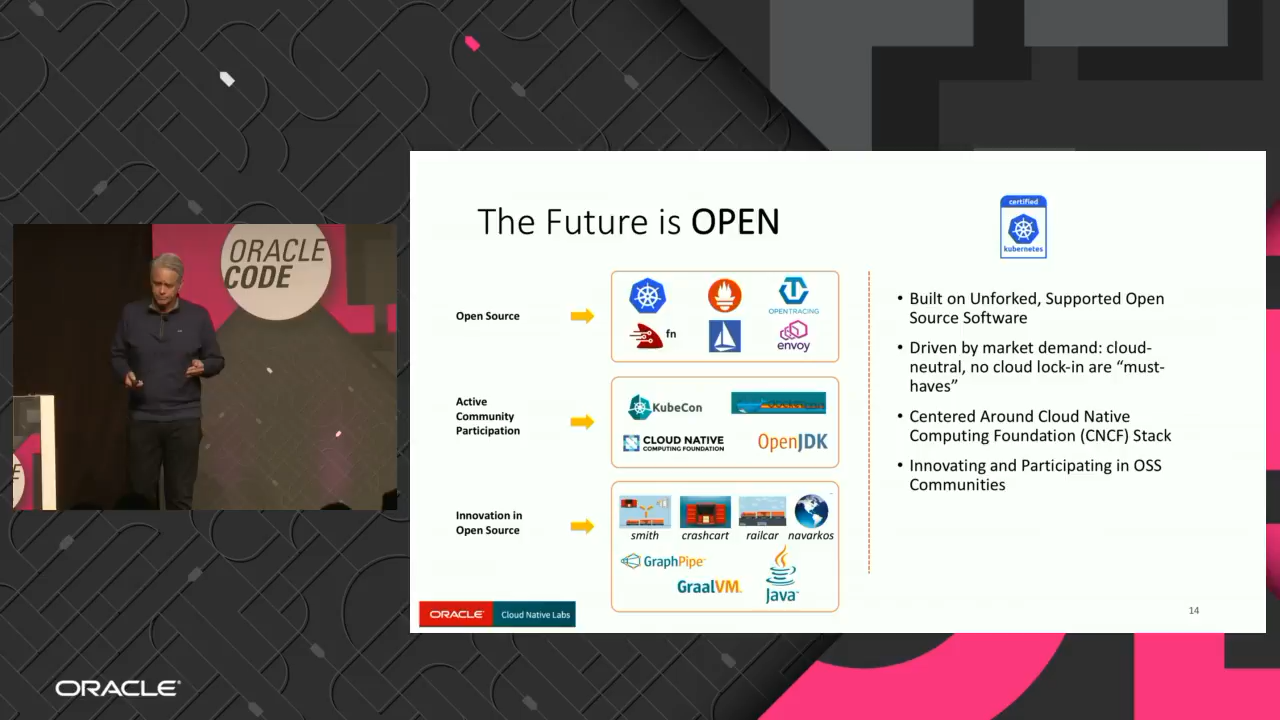 ORACLE
CODE
The Future is OPEN
certified
kubernetes
Open Source
OPENTRACING
fn
envoy
Active
Community
Participation
KubeCon
CLOUD NATIVE
COMPUTING FOUNDATION
OpenJDK
Innovation in
Open Source
smith
crashcart
railcar
navarkos
GraphPipe™
GraalVM™
Java™
• Built on Unforked, Supported Open
Source Software
• Driven by market demand: cloud-
neutral, no cloud lock-in are “must-
haves”
• Centered Around Cloud Native
Computing Foundation (CNCF) Stack
• Innovating and Participating in OSS
Communities
ORACLE® Cloud Native Labs
14
ORACLE®